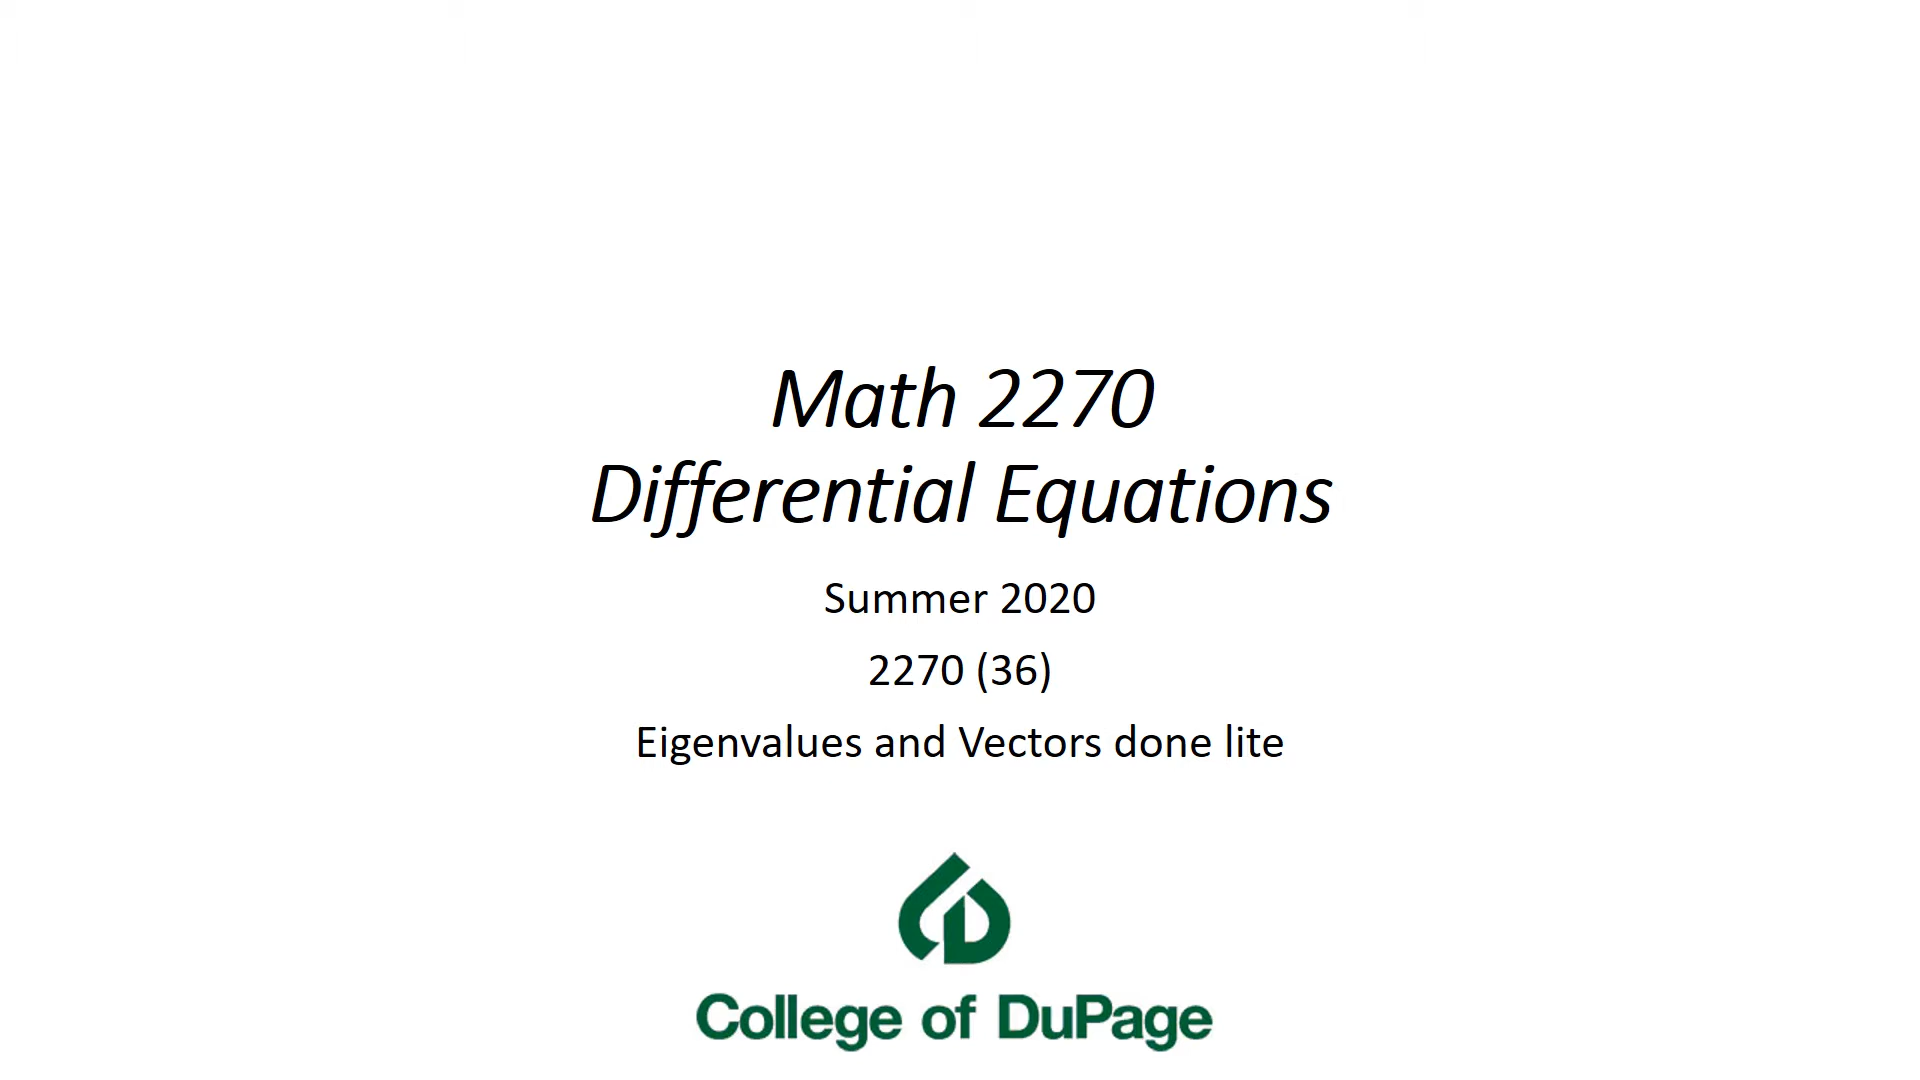 Math 2270
Differential Equations
Summer 2020
2270 (36)
Eigenvalues and Vectors done lite
College of DuPage